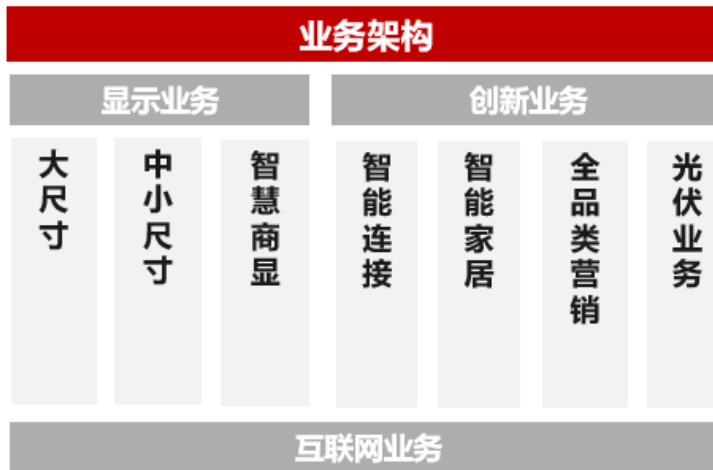 业务架构
显示业务
创新业务
大尺寸
中小尺寸
智慧商显
智能连接
智能家居
全品类营销
光伏业务
互联网业务